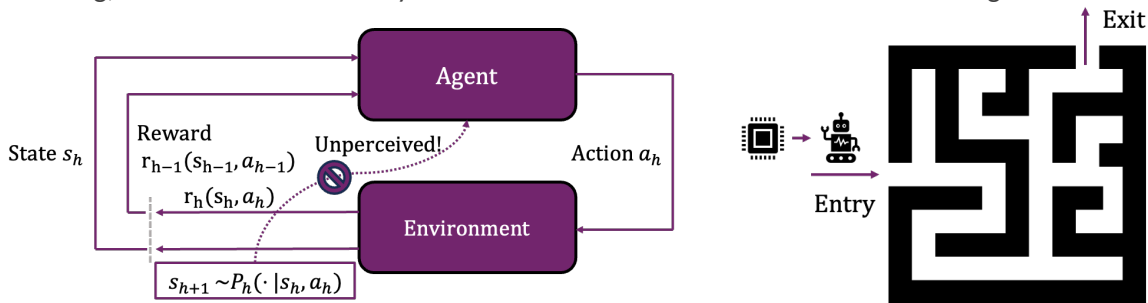 Exit
Agent
Reward
Unperceived!
State s_h
r_{h-1}(s_{h-1}, a_{h-1})
Action a_h
r_h(s_h, a_h)
Entry
Environment
s_{h+1} ~P_h(· |s_h, a_h)